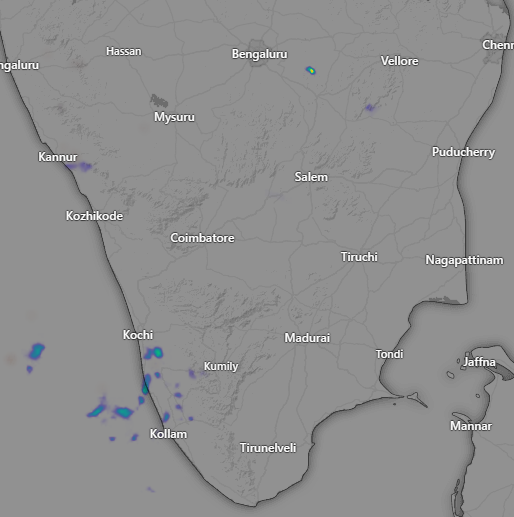 Hassan
Bengaluru
Chenn
Vellore
ngaluru
Mysuru
Kannur
Puducherry
Salem
Kozhikode
Coimbatore
Tiruchi
Nagapattinam
Kochi
Madurai
Tondi
Kumily
Jaffna
Mannar
Kollam
Tirunelveli